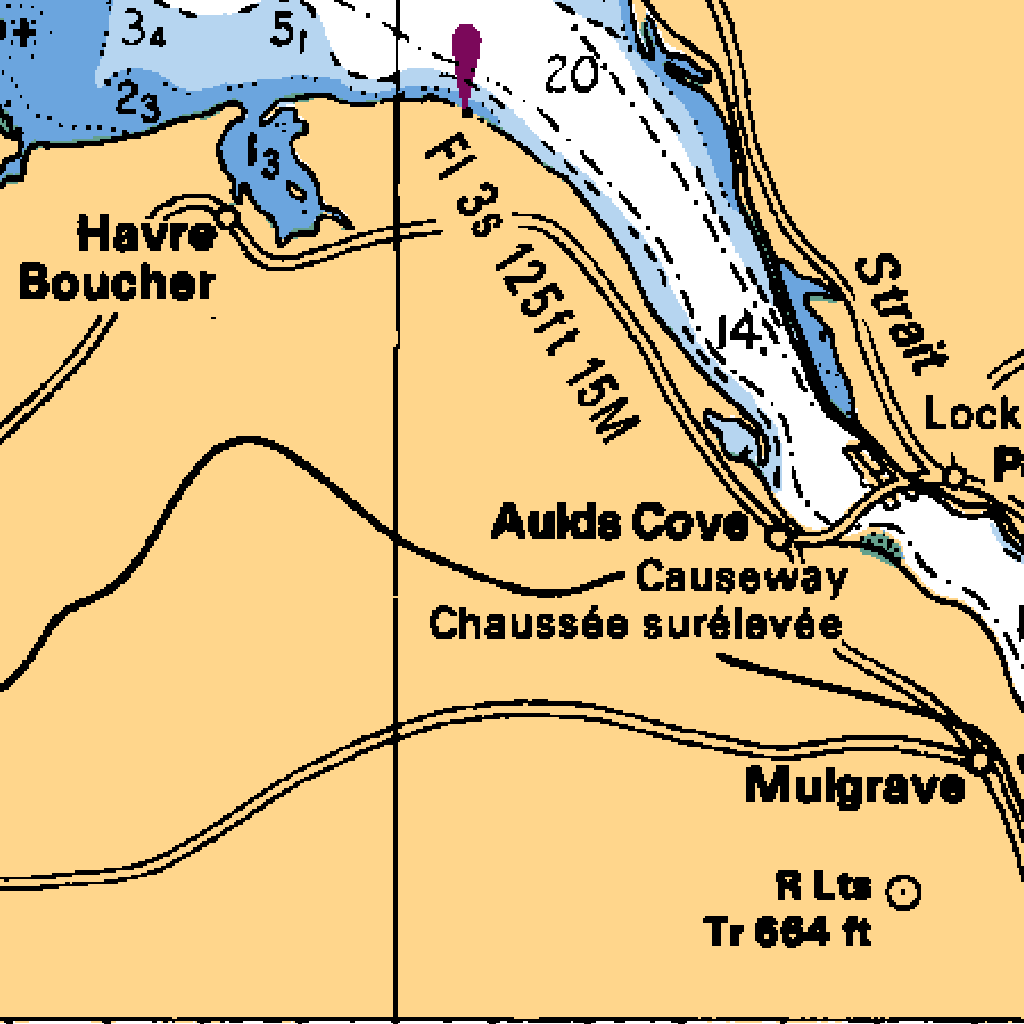 3₄
5₁
20
2₃
1₃
Fl 3s 125ft 15M
Havre
Boucher
14
Strait
Lock
P
Aulds Cove
Causeway
Chaussée surélevée
Mulgrave
R Lts
Tr 664 ft